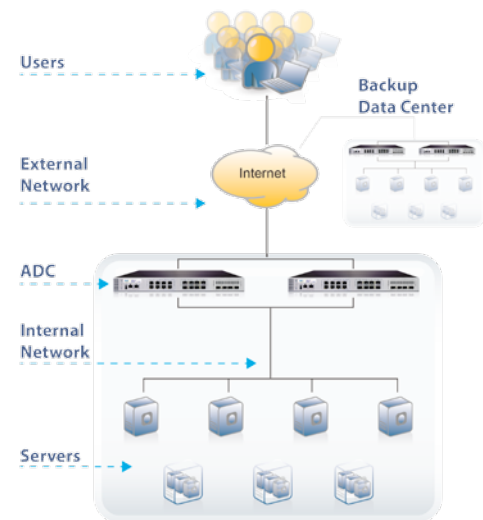 Users
Backup
Data Center
External
Network
Internet
ADC
Internal
Network
Servers